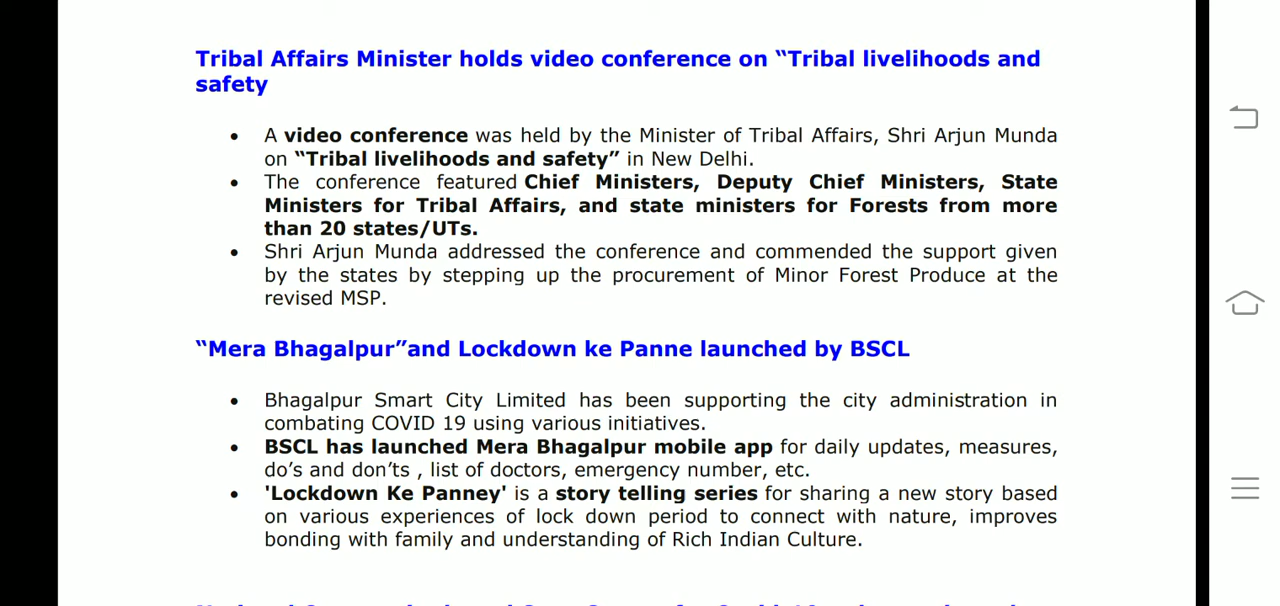 Tribal Affairs Minister holds video conference on “Tribal livelihoods and
safety
• A video conference was held by the Minister of Tribal Affairs, Shri Arjun Munda
on “Tribal livelihoods and safety” in New Delhi.
• The conference featured Chief Ministers, Deputy Chief Ministers, State
Ministers for Tribal Affairs, and state ministers for Forests from more
than 20 states/UTs.
• Shri Arjun Munda addressed the conference and commended the support given
by the states by stepping up the procurement of Minor Forest Produce at the
revised MSP.
“Mera Bhagalpur”and Lockdown ke Panne launched by BSCL
• Bhagalpur Smart City Limited has been supporting the city administration in
combating COVID 19 using various initiatives.
• BSCL has launched Mera Bhagalpur mobile app for daily updates, measures,
do’s and don’ts , list of doctors, emergency number, etc.
• 'Lockdown Ke Panney' is a story telling series for sharing a new story based
on various experiences of lock down period to connect with nature, improves
bonding with family and understanding of Rich Indian Culture.